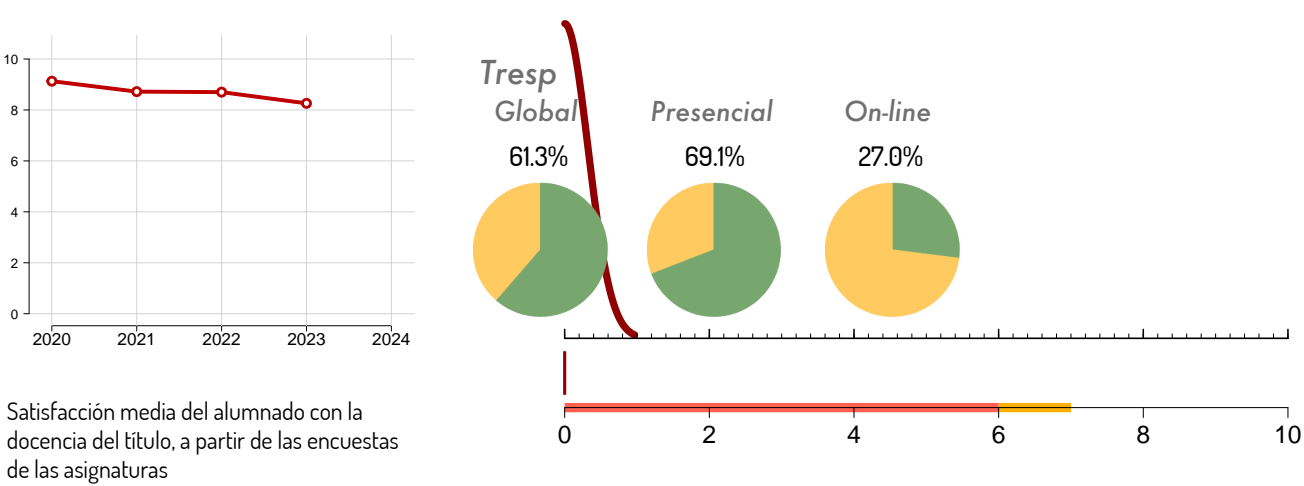 10
8
6
4
2
0
2020 2021 2022 2023 2024
Satisfacción media del alumnado con la
docencia del título, a partir de las encuestas
de las asignaturas
Tresp
Global Presencial On-line
61.3% 69.1% 27.0%
0 2 4 6 8 10